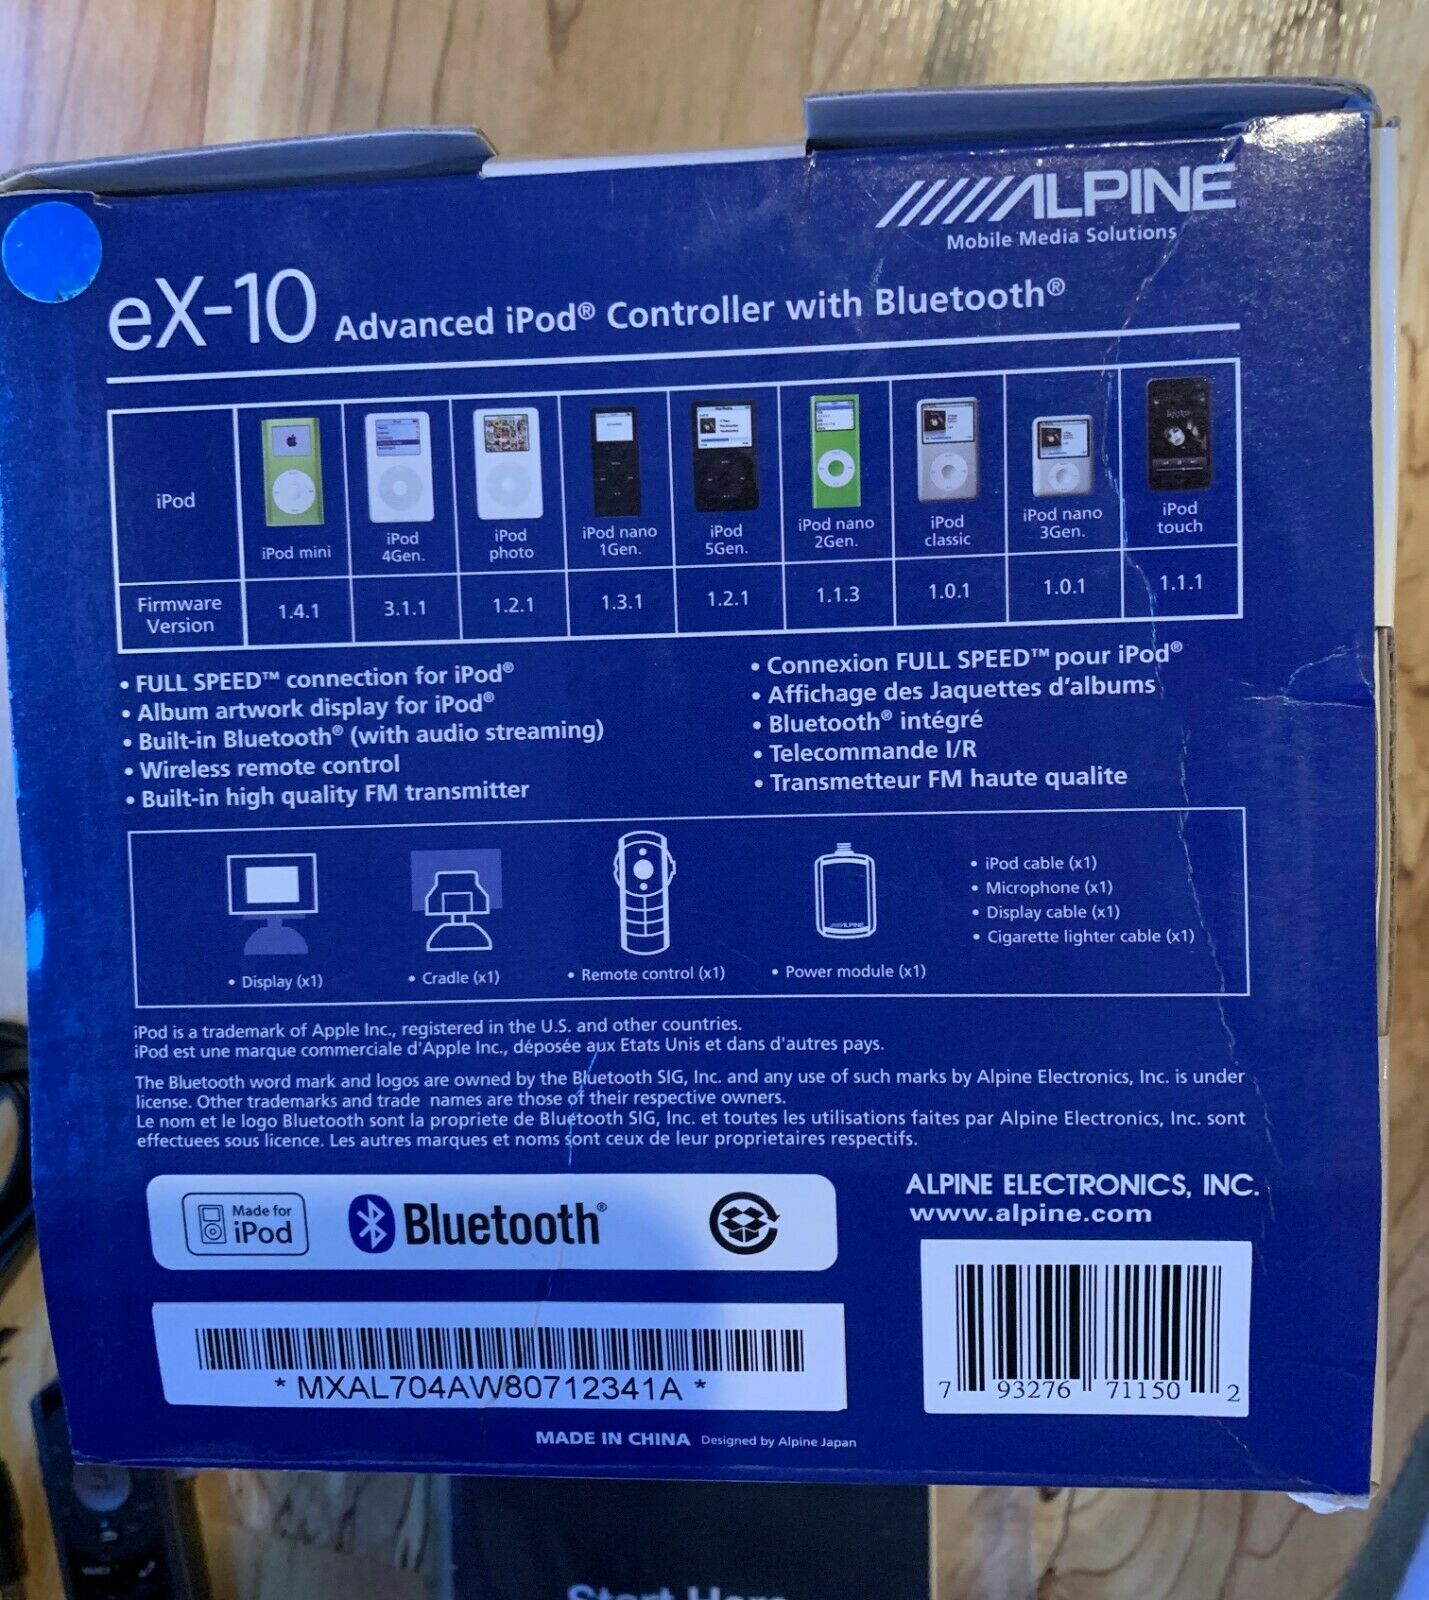 ALPINE
Mobile Media Solutions
eX-10 Advanced iPod® Controller with Bluetooth®
iPod
iPod mini
iPod 4Gen.
iPod photo
iPod nano 1Gen.
iPod 5Gen.
iPod nano 2Gen.
iPod classic
iPod nano 3Gen.
iPod touch
Firmware Version
1.4.1
3.1.1
1.2.1
1.3.1
1.2.1
1.1.3
1.0.1
1.0.1
1.1.1
• FULL SPEED™ connection for iPod®
• Album artwork display for iPod®
• Built-in Bluetooth® (with audio streaming)
• Wireless remote control
• Built-in high quality FM transmitter
• Connexion FULL SPEED™ pour iPod®
• Affichage des Jaquettes d'albums
• Bluetooth® intégré
• Telecommande I/R
• Transmetteur FM haute qualite
ALPINE
• Display (x1)
• Cradle (x1)
• Remote control (x1)
• Power module (x1)
• iPod cable (x1)
• Microphone (x1)
• Display cable (x1)
• Cigarette lighter cable (x1)
iPod is a trademark of Apple Inc., registered in the U.S. and other countries.
iPod est une marque commerciale d'Apple Inc., déposée aux Etats Unis et dans d'autres pays.
The Bluetooth word mark and logos are owned by the Bluetooth SIG, Inc. and any use of such marks by Alpine Electronics, Inc. is under
license. Other trademarks and trade names are those of their respective owners.
Le nom et le logo Bluetooth sont la propriete de Bluetooth SIG, Inc. et toutes les utilisations faites par Alpine Electronics, Inc. sont
effectuees sous licence. Les autres marques et noms sont ceux de leur proprietaires respectifs.
Made for
iPod
Bluetooth®
ALPINE ELECTRONICS, INC.
www.alpine.com
* MXAL704AW80712341A *
7 93276 71150 2
MADE IN CHINA Designed by Alpine Japan
Start Here